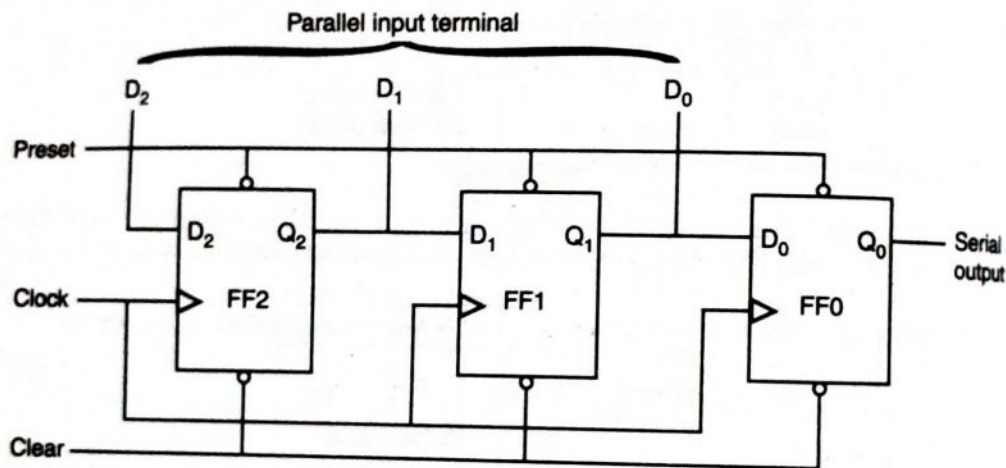 Parallel input terminal
D₂ D₁ D₀
Preset
D₂ Q₂ D₁ Q₁ D₀ Q₀ Serial output
Clock FF2 FF1 FF0
Clear